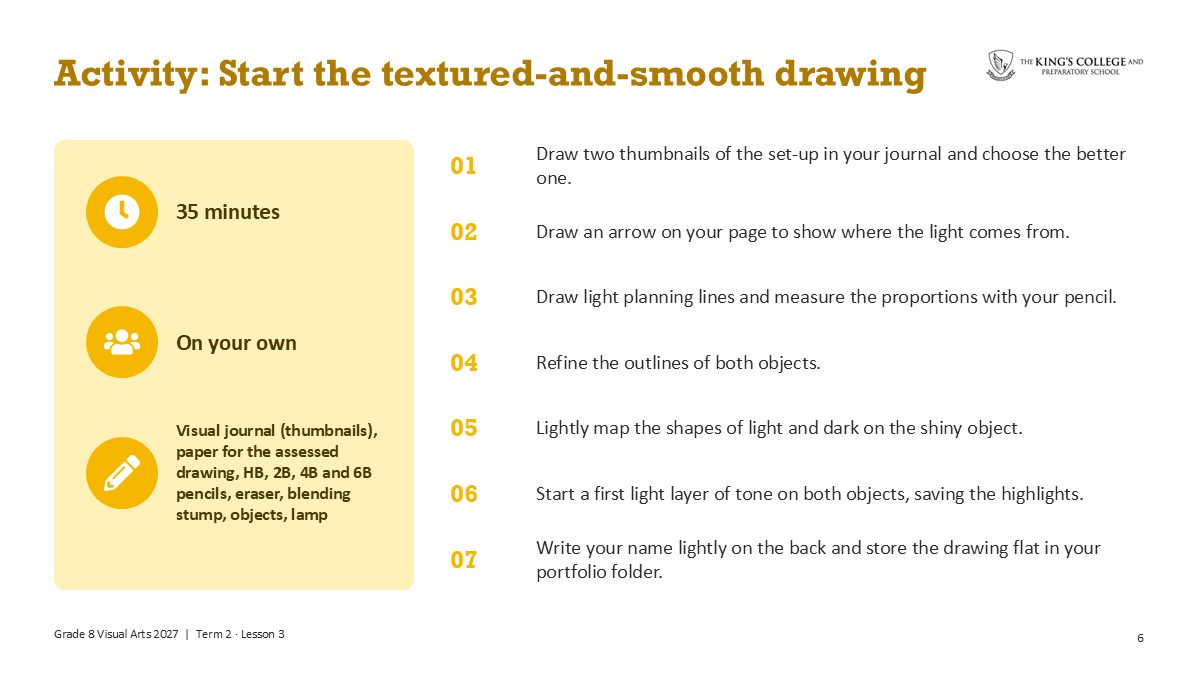 Activity: Start the textured-and-smooth drawing
THE KING'S COLLEGE AND
PREPARATORY SCHOOL
35 minutes
On your own
Visual journal (thumbnails),
paper for the assessed
drawing, HB, 2B, 4B and 6B
pencils, eraser, blending
stump, objects, lamp
01
Draw two thumbnails of the set-up in your journal and choose the better
one.
02
Draw an arrow on your page to show where the light comes from.
03
Draw light planning lines and measure the proportions with your pencil.
04
Refine the outlines of both objects.
05
Lightly map the shapes of light and dark on the shiny object.
06
Start a first light layer of tone on both objects, saving the highlights.
07
Write your name lightly on the back and store the drawing flat in your
portfolio folder.
Grade 8 Visual Arts 2027 | Term 2 · Lesson 3
6